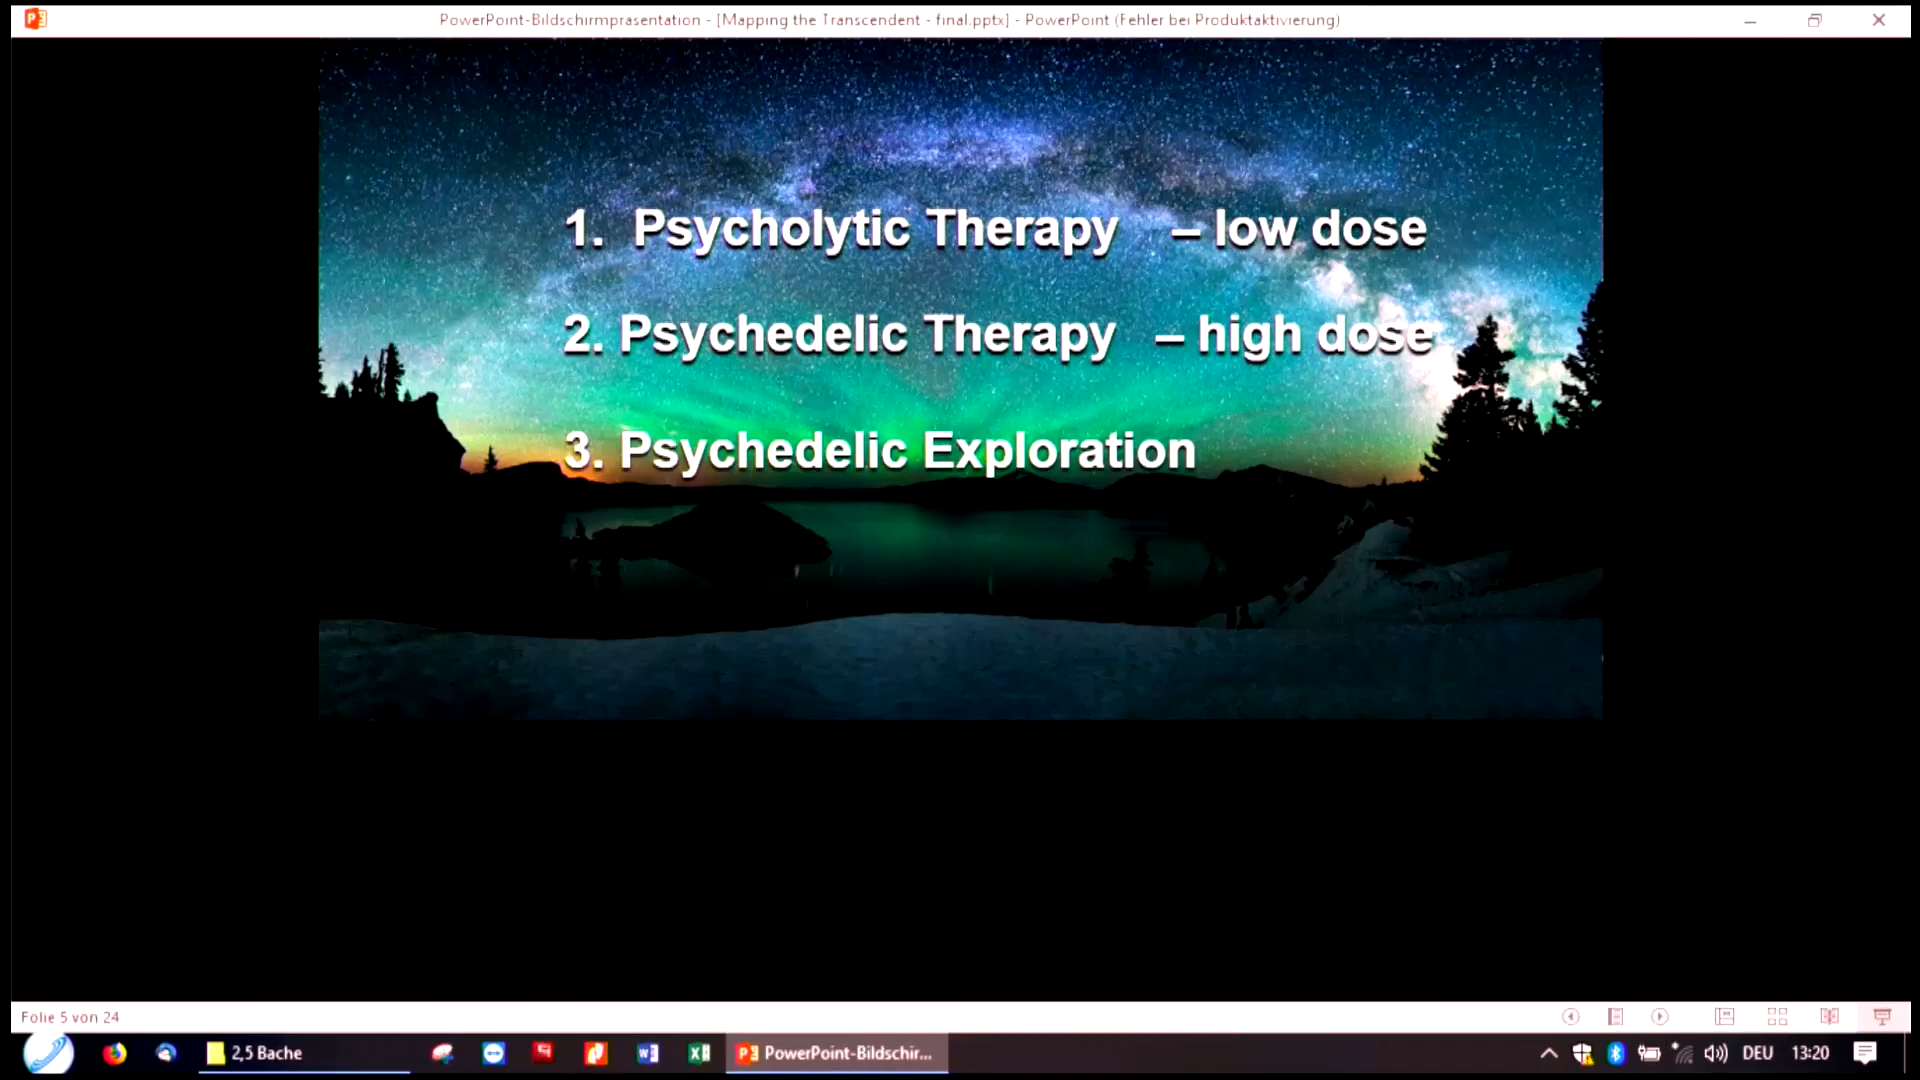 PowerPoint-Bildschirmpräsentation - [Mapping the Transcendent - final.pptx] - PowerPoint (Fehler bei Produktaktivierung)
1. Psycholytic Therapy – low dose
2. Psychedelic Therapy – high dose
3. Psychedelic Exploration
Folie 5 von 24
2,5 Bache
PowerPoint-Bildschir...
DEU
13:20